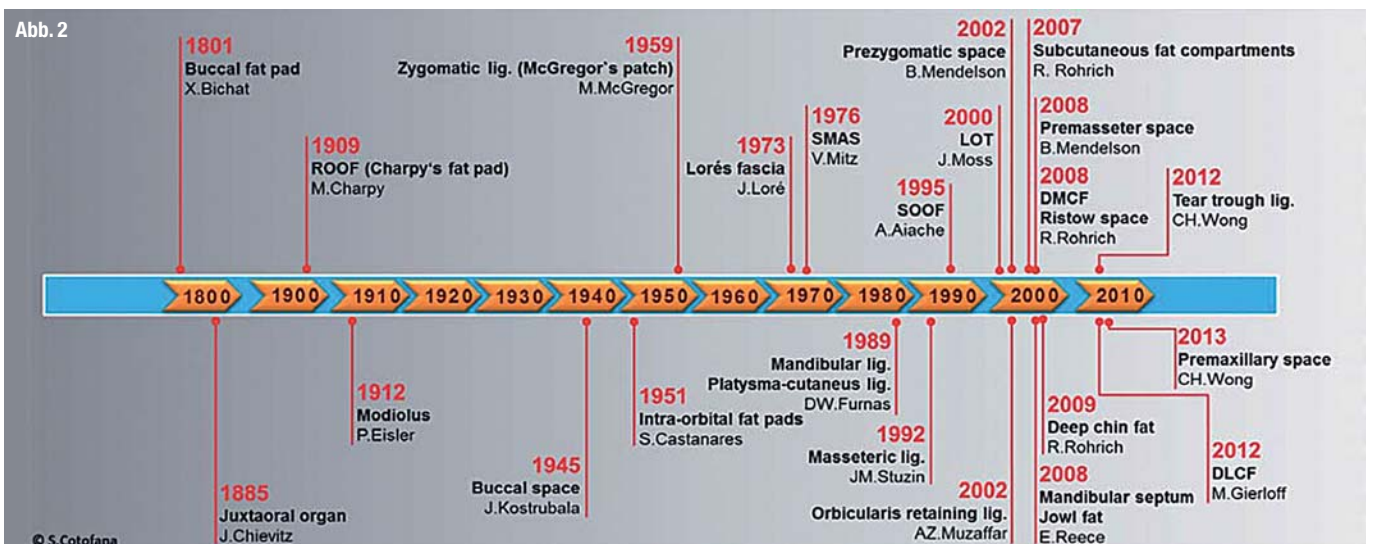 Abb. 2
1801
Buccal fat pad
X.Bichat
1909
ROOF (Charpy's fat pad)
M.Charpy
1959
Zygomatic lig. (McGregor's patch)
M.McGregor
1973
Lorés fascia
J.Loré
1976
SMAS
V.Mitz
1995
SOOF
A.Aiache
2000
LOT
J.Moss
2002
Prezygomatic space
B.Mendelson
2007
Subcutaneous fat compartments
R. Rohrich
2008
Premasseter space
B.Mendelson
2008
DMCF
Ristow space
R.Rohrich
2012
Tear trough lig.
CH.Wong
1800 1900 1910 1920 1930 1940 1950 1960 1970 1980 1990 2000 2010
1885
Juxtaoral organ
J.Chievitz
1912
Modiolus
P.Eisler
1945
Buccal space
J.Kostrubala
1951
Intra-orbital fat pads
S.Castanares
1989
Mandibular lig.
Platysma-cutaneus lig.
DW.Furnas
1992
Masseteric lig.
JM.Stuzin
2002
Orbicularis retaining lig.
AZ.Muzaffar
2009
Deep chin fat
R.Rohrich
2008
Mandibular septum
Jowl fat
E.Reece
2013
Premaxillary space
CH.Wong
2012
DLCF
M.Gierloff
© S.Cotofana